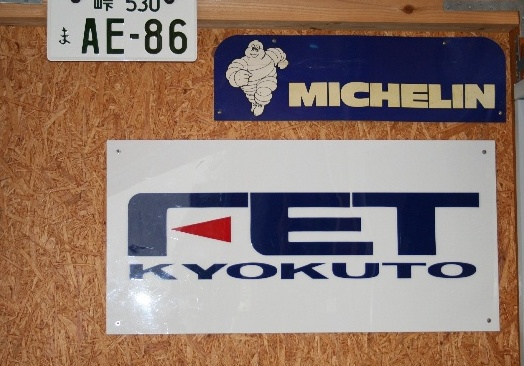 峠 530
ま AE-86
MICHELIN
FET
KYOKUTO